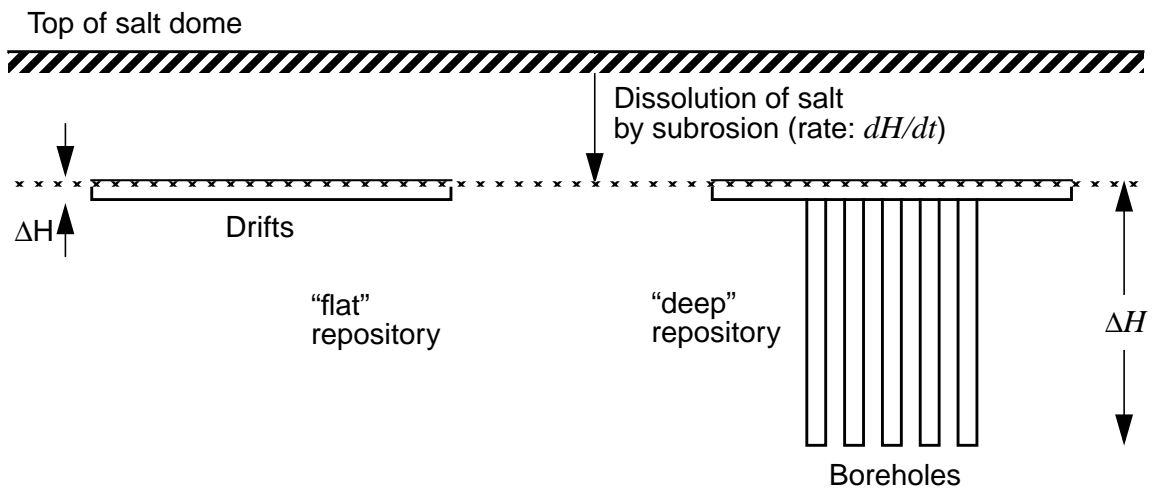 Top of salt dome
Dissolution of salt
by subrosion (rate: dH/dt)
ΔH
Drifts
“flat”
repository
“deep”
repository
ΔH
Boreholes